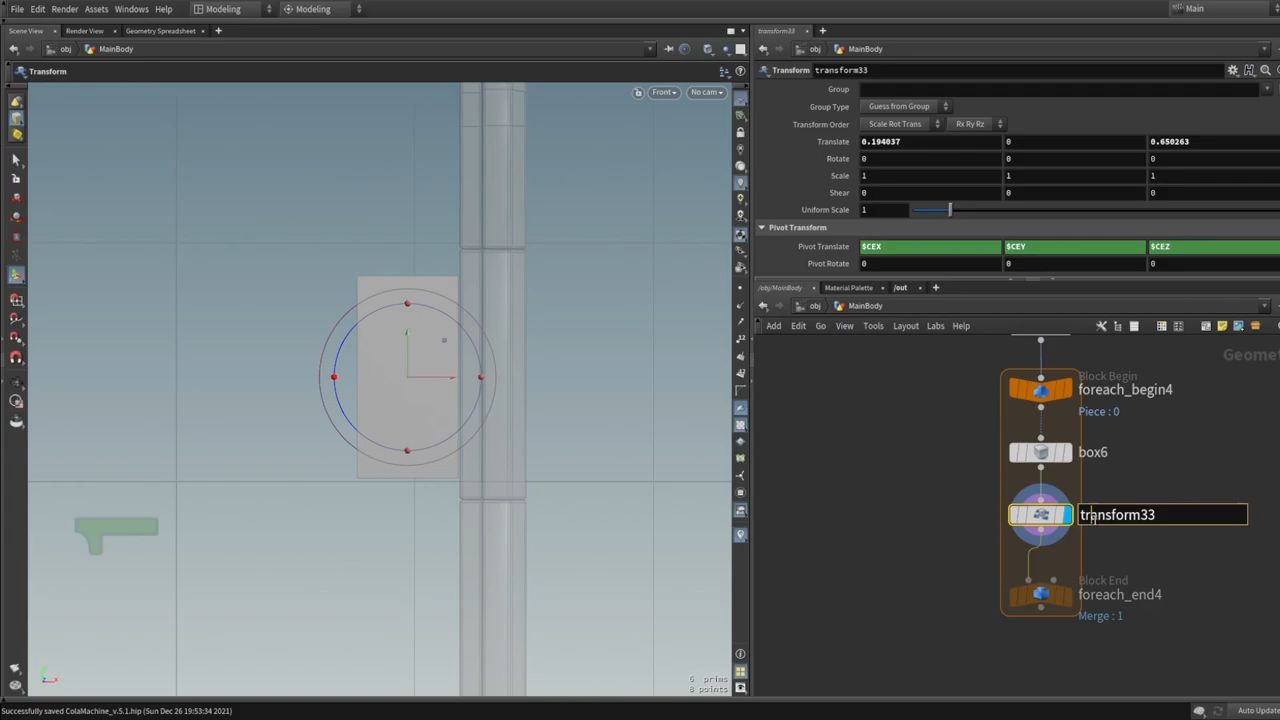 File Edit Render Assets Windows Help Modeling Modeling Main
Scene View Render View Geometry Spreadsheet transform33
obj MainBody obj MainBody
Transform Transform transform33
Front No cam
Group
Group Type Guess from Group
Transform Order Scale Rot Trans Rx Ry Rz
Translate 0.194037 0 0.650263
Rotate 0 0 0
Scale 1 1 1
Shear 0 0 0
Uniform Scale 1
Pivot Transform
Pivot Translate $CEX $CEY $CEZ
Pivot Rotate 0 0 0
/obj/MainBody Material Palette /out
obj MainBody
Add Edit Go View Tools Layout Labs Help
Geomet
Block Begin
foreach_begin4
Piece : 0
box6
transform33
Block End
foreach_end4
Merge : 1
z x
6 prims
8 points
Successfully saved ColaMachine_v.5.1.hip (Sun Dec 26 19:53:34 2021) Auto Update